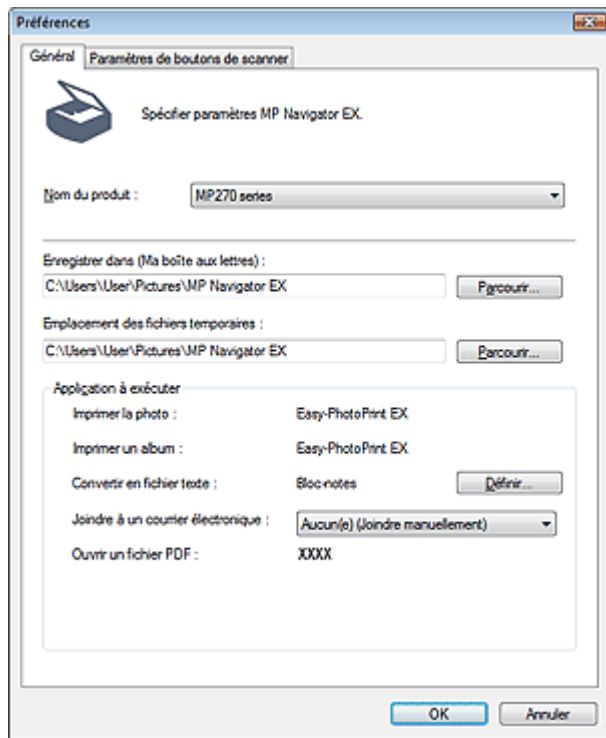 Préférences
Général Paramètres de boutons de scanner
Spécifier paramètres MP Navigator EX.
Nom du produit : MP270 series
Enregistrer dans (Ma boîte aux lettres) :
C:\Users\User\Pictures\MP Navigator EX Parcourir...
Emplacement des fichiers temporaires :
C:\Users\User\Pictures\MP Navigator EX Parcourir...
Application à exécuter
Imprimer la photo : Easy-PhotoPrint EX
Imprimer un album : Easy-PhotoPrint EX
Convertir en fichier texte : Bloc-notes Définir...
Joindre à un courrier électronique : Aucun(e) (Joindre manuellement)
Ouvrir un fichier PDF : XXXX
OK Annuler